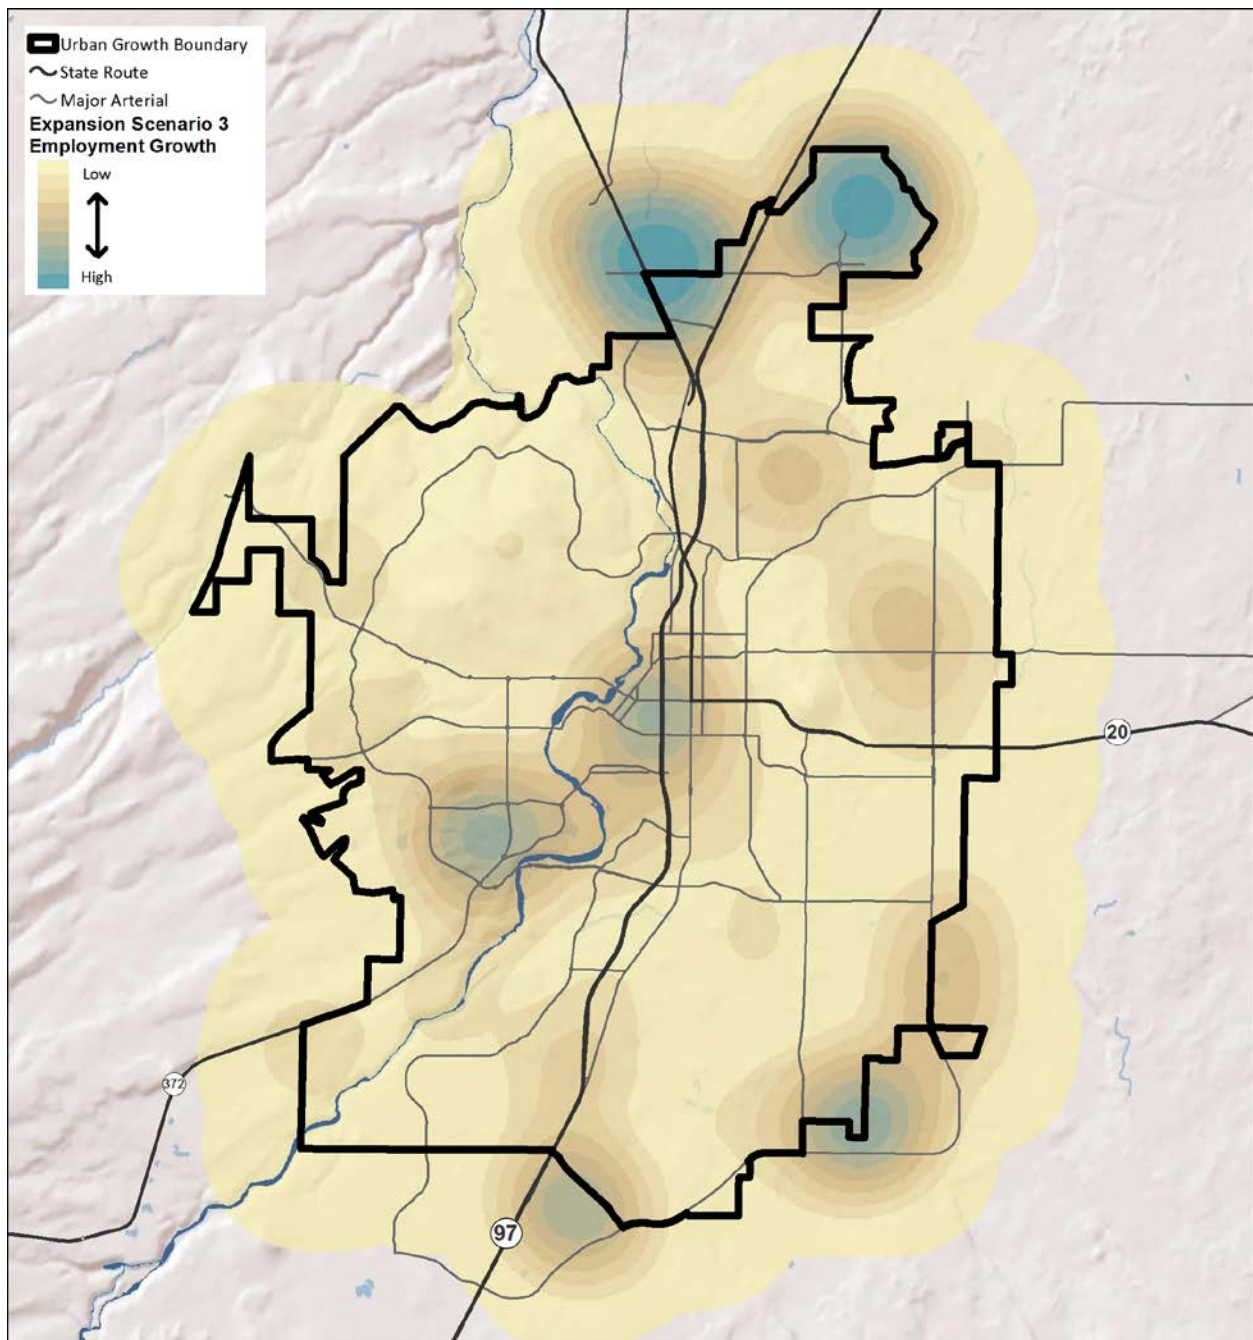 Urban Growth Boundary
State Route
Major Arterial
Expansion Scenario 3
Employment Growth
Low
High
20
372
97